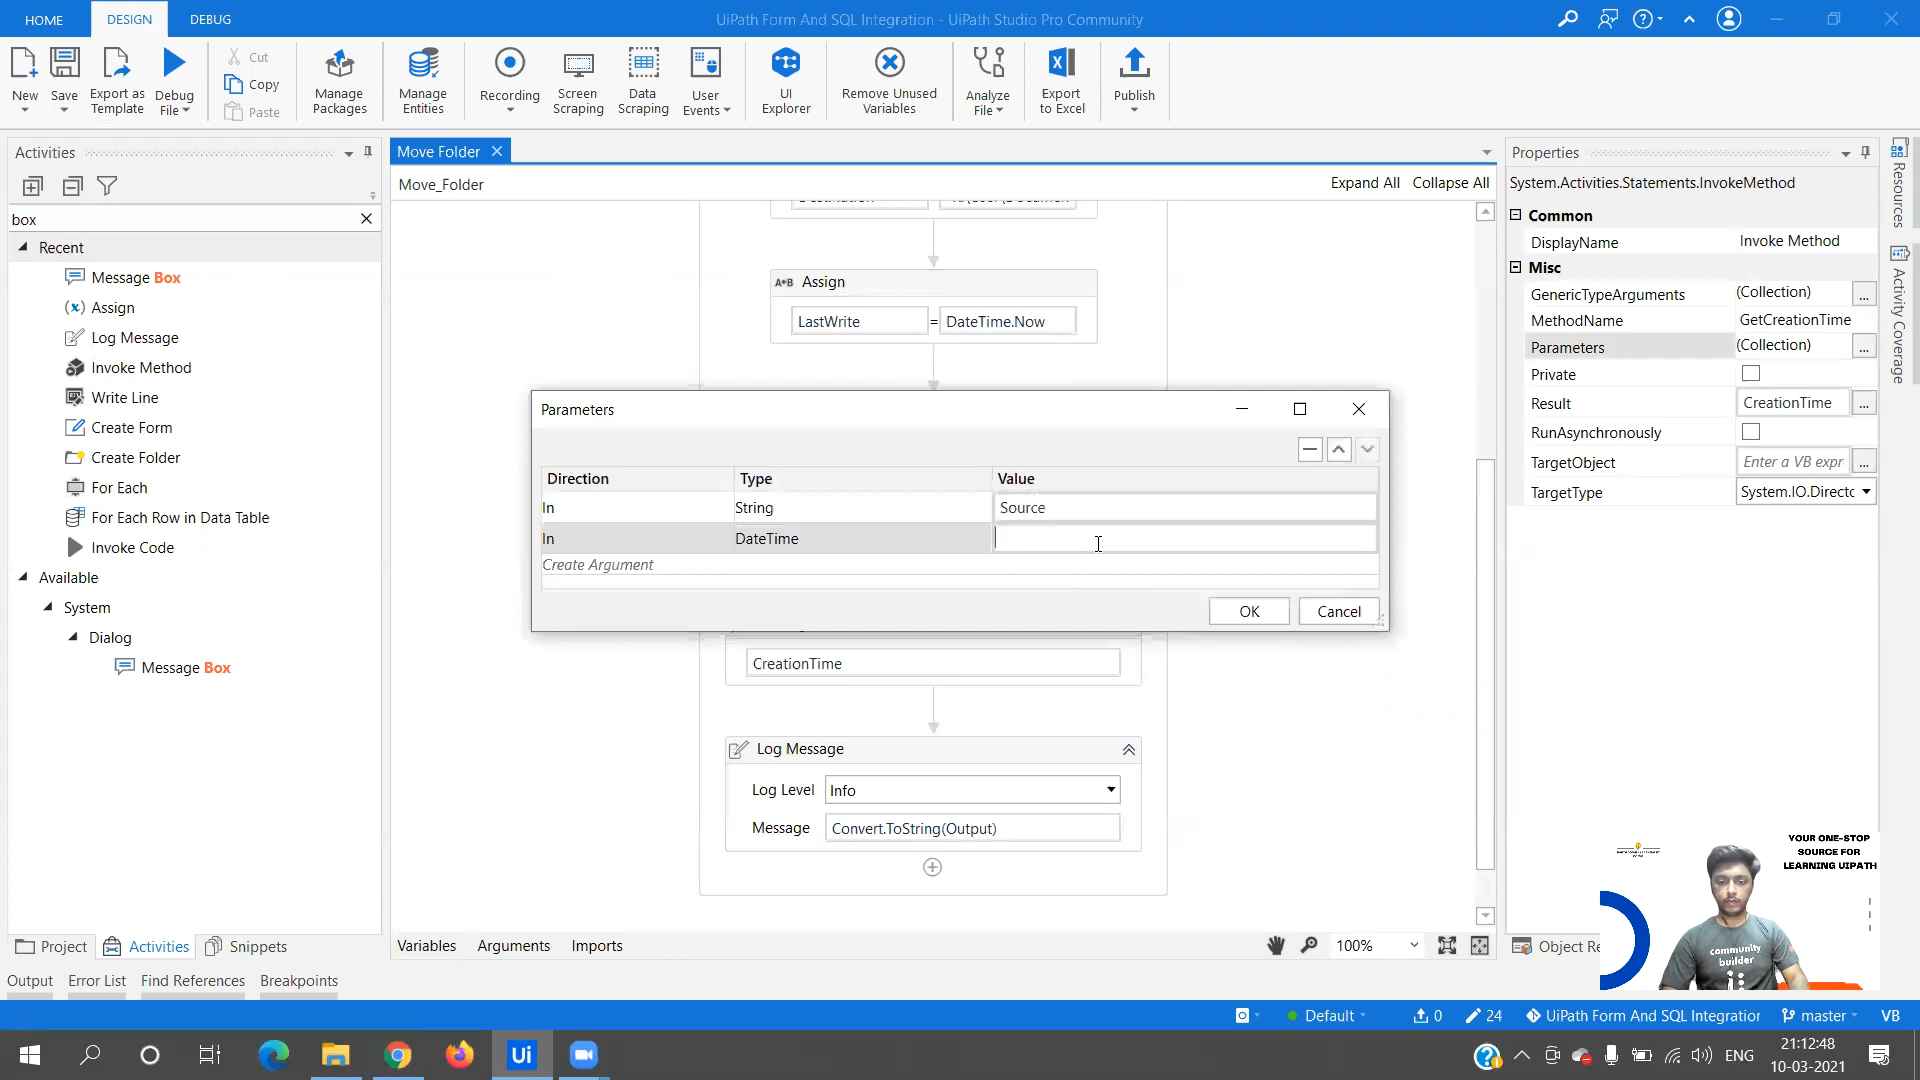 HOME
DESIGN
DEBUG
UiPath Form And SQL Integration - UiPath Studio Pro Community
New
Save
Export as Template
Debug File
Cut
Copy
Paste
Manage Packages
Manage Entities
Recording
Screen Scraping
Data Scraping
User Events
UI Explorer
Remove Unused Variables
Analyze File
Export to Excel
Publish
Activities
box
Recent
Message Box
Assign
Log Message
Invoke Method
Write Line
Create Form
Create Folder
For Each
For Each Row in Data Table
Invoke Code
Available
System
Dialog
Message Box
Project
Activities
Snippets
Move Folder
Move_Folder
Expand All
Collapse All
A+B Assign
LastWrite = DateTime.Now
Parameters
Direction Type Value
In String Source
In DateTime
Create Argument
OK
Cancel
CreationTime
Log Message
Log Level Info
Message Convert.ToString(Output)
Variables
Arguments
Imports
100%
Properties
System.Activities.Statements.InvokeMethod
Common
DisplayName Invoke Method
Misc
GenericTypeArguments (Collection) ...
MethodName GetCreationTime
Parameters (Collection) ...
Private
Result CreationTime ...
RunAsynchronously
TargetObject Enter a VB expr ...
TargetType System.IO.Directc
Resources
Activity Coverage
Object Re
YOUR ONE-STOP
SOURCE FOR
LEARNING UIPATH
community
builder
Output
Error List
Find References
Breakpoints
Default
0
24
UiPath Form And SQL Integration
master
VB
Ui
ENG
21:12:48
10-03-2021